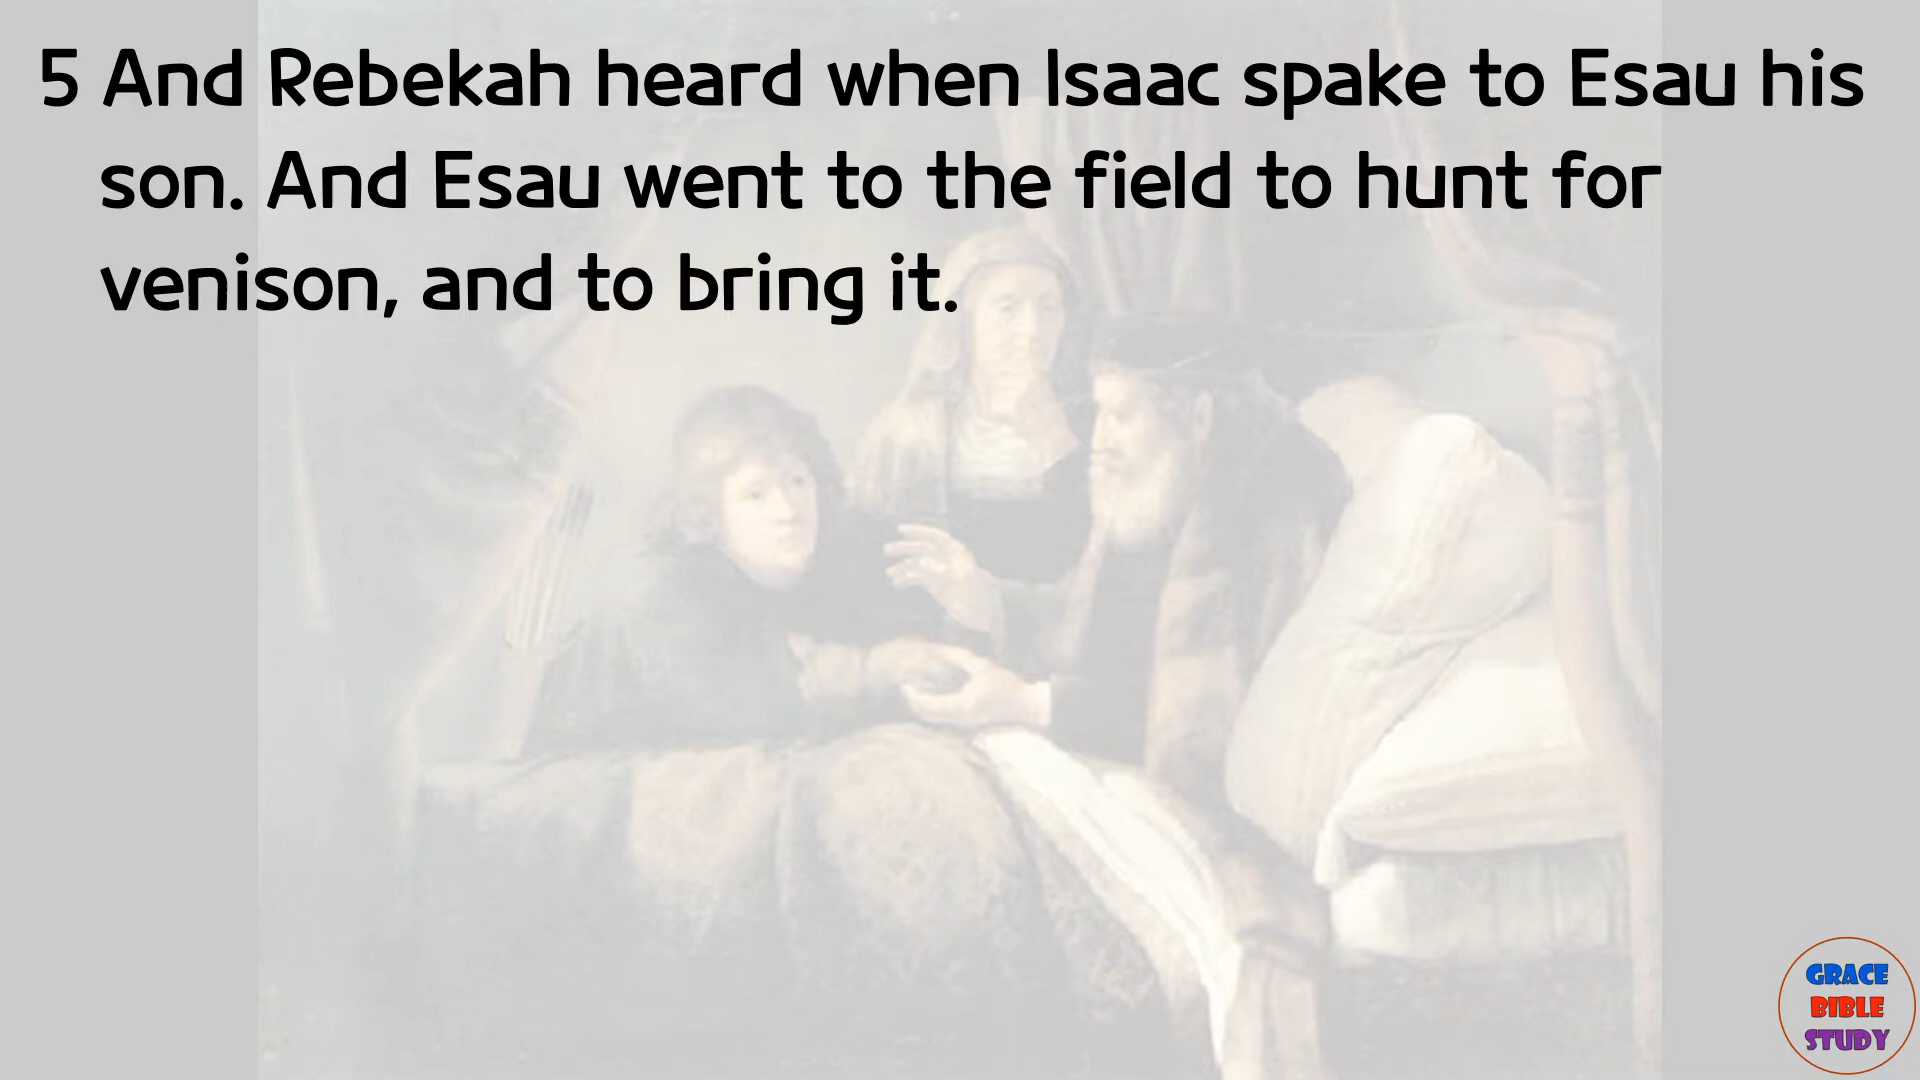 5 And Rebekah heard when Isaac spake to Esau his
son. And Esau went to the field to hunt for
venison, and to bring it.
GRACE
BIBLE
STUDY